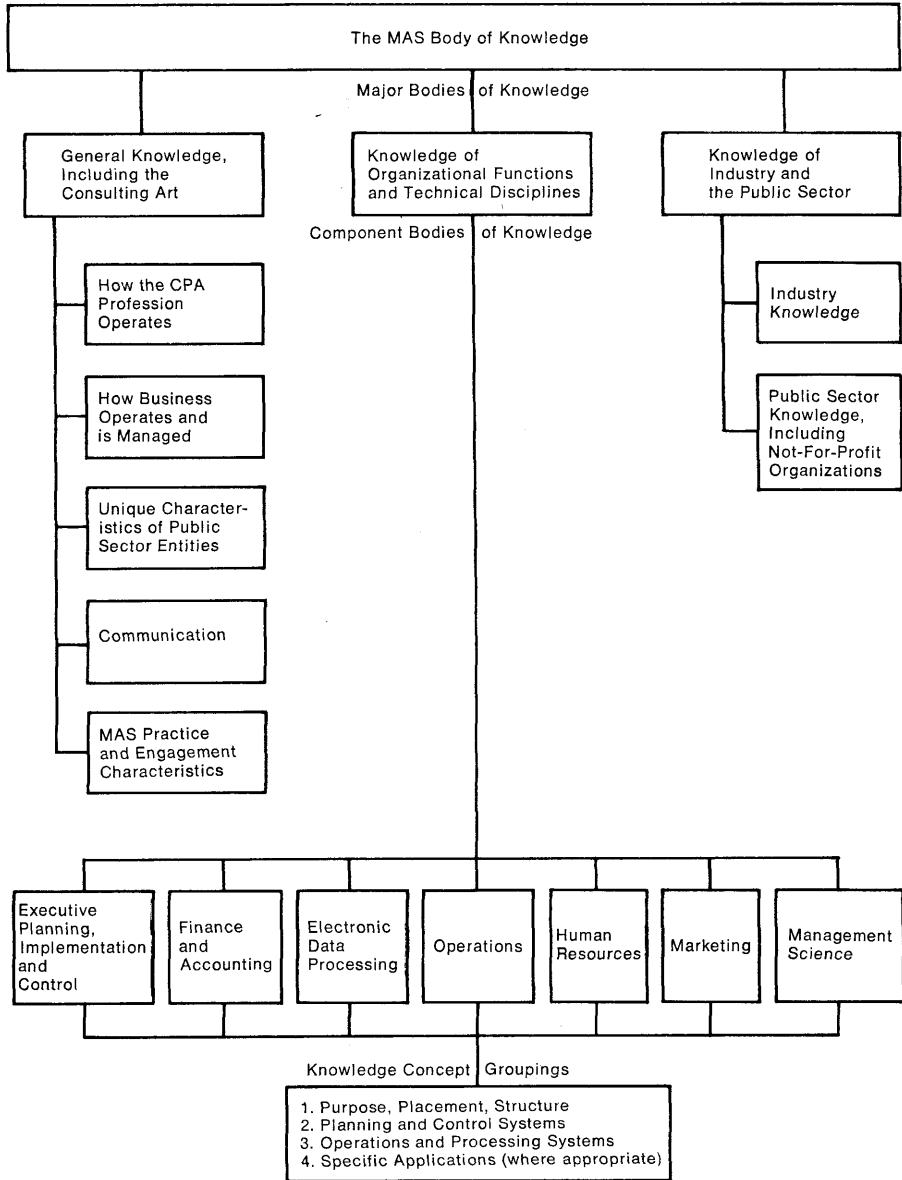 The MAS Body of Knowledge
Major Bodies of Knowledge
General Knowledge,
Including the
Consulting Art
Knowledge of
Organizational Functions
and Technical Disciplines
Knowledge of
Industry and
the Public Sector
Component Bodies of Knowledge
How the CPA
Profession
Operates
How Business
Operates and
is Managed
Unique Character-
istics of Public
Sector Entities
Communication
MAS Practice
and Engagement
Characteristics
Industry
Knowledge
Public Sector
Knowledge,
Including
Not-For-Profit
Organizations
Executive
Planning,
Implementation
and
Control
Finance
and
Accounting
Electronic
Data
Processing
Operations
Human
Resources
Marketing
Management
Science
Knowledge Concept Groupings
1. Purpose, Placement, Structure
2. Planning and Control Systems
3. Operations and Processing Systems
4. Specific Applications (where appropriate)